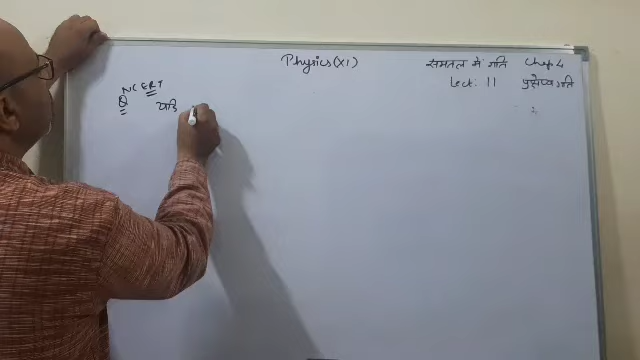 Physics (XI)
समतल में गति Chap 4
Lect: 11 प्रक्षेप्य गति
NCERT
Q यदि